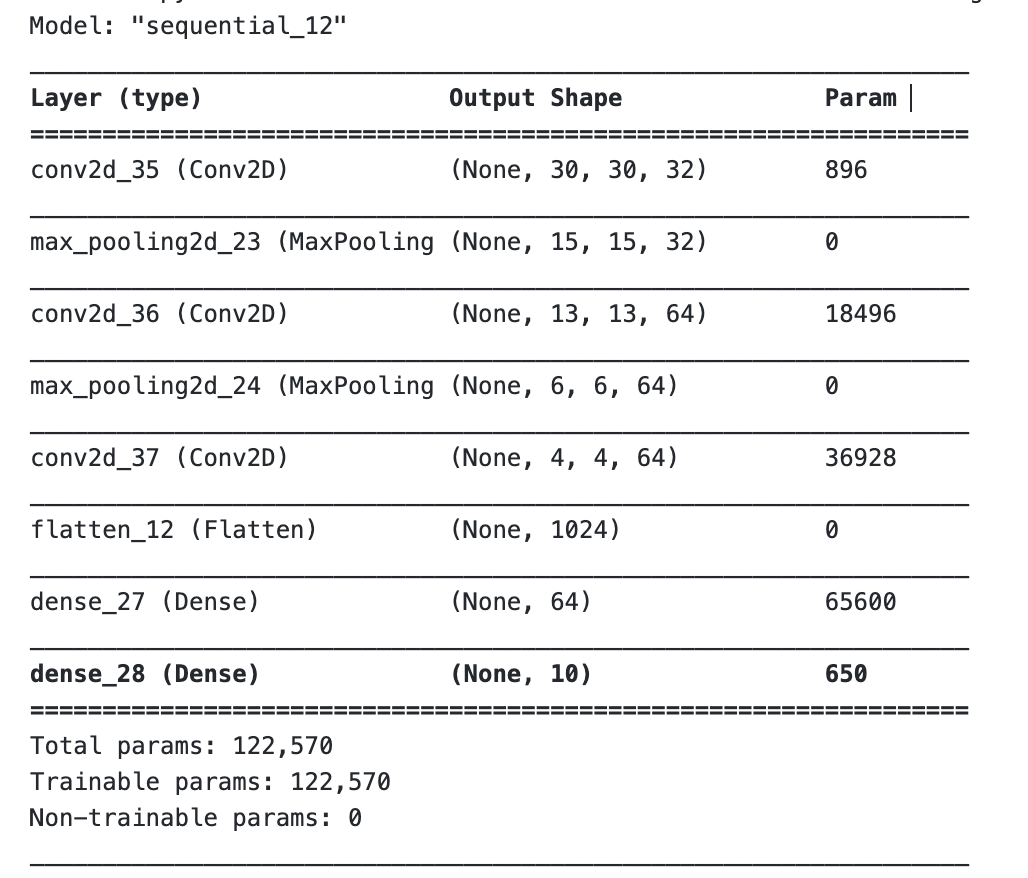 Model: "sequential_12"
Layer (type) Output Shape Param
conv2d_35 (Conv2D) (None, 30, 30, 32) 896
max_pooling2d_23 (MaxPooling (None, 15, 15, 32) 0
conv2d_36 (Conv2D) (None, 13, 13, 64) 18496
max_pooling2d_24 (MaxPooling (None, 6, 6, 64) 0
conv2d_37 (Conv2D) (None, 4, 4, 64) 36928
flatten_12 (Flatten) (None, 1024) 0
dense_27 (Dense) (None, 64) 65600
dense_28 (Dense) (None, 10) 650
Total params: 122,570
Trainable params: 122,570
Non-trainable params: 0